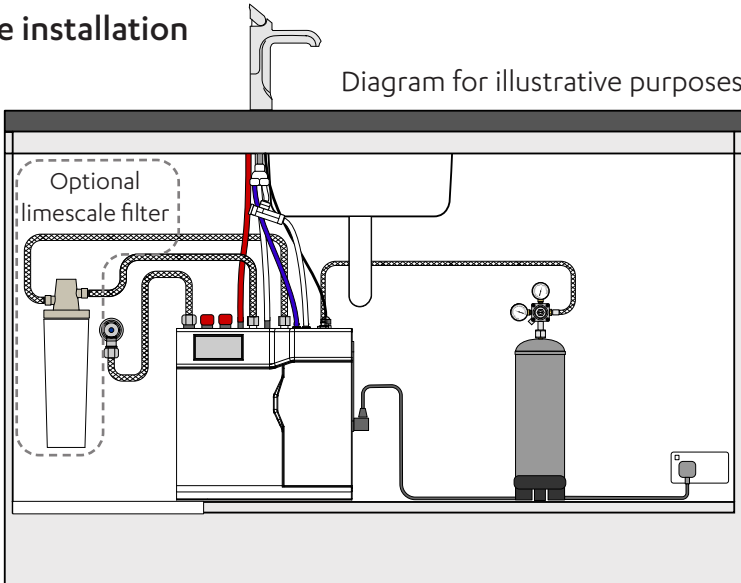 e installation
Diagram for illustrative purposes
Optional
limescale filter